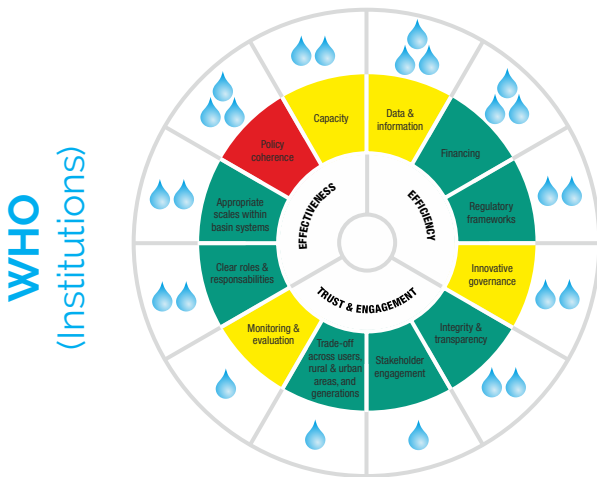 WHO
(Institutions)
Capacity
Data &
information
Policy
coherence
Financing
Appropriate
scales within
basin systems
Regulatory
frameworks
Clear roles &
responsabilities
Innovative
governance
Monitoring &
evaluation
Integrity &
transparency
Trade-off
across users,
rural & urban
areas, and
generations
Stakeholder
engagement
EFFECTIVENESS
EFFICIENCY
TRUST & ENGAGEMENT